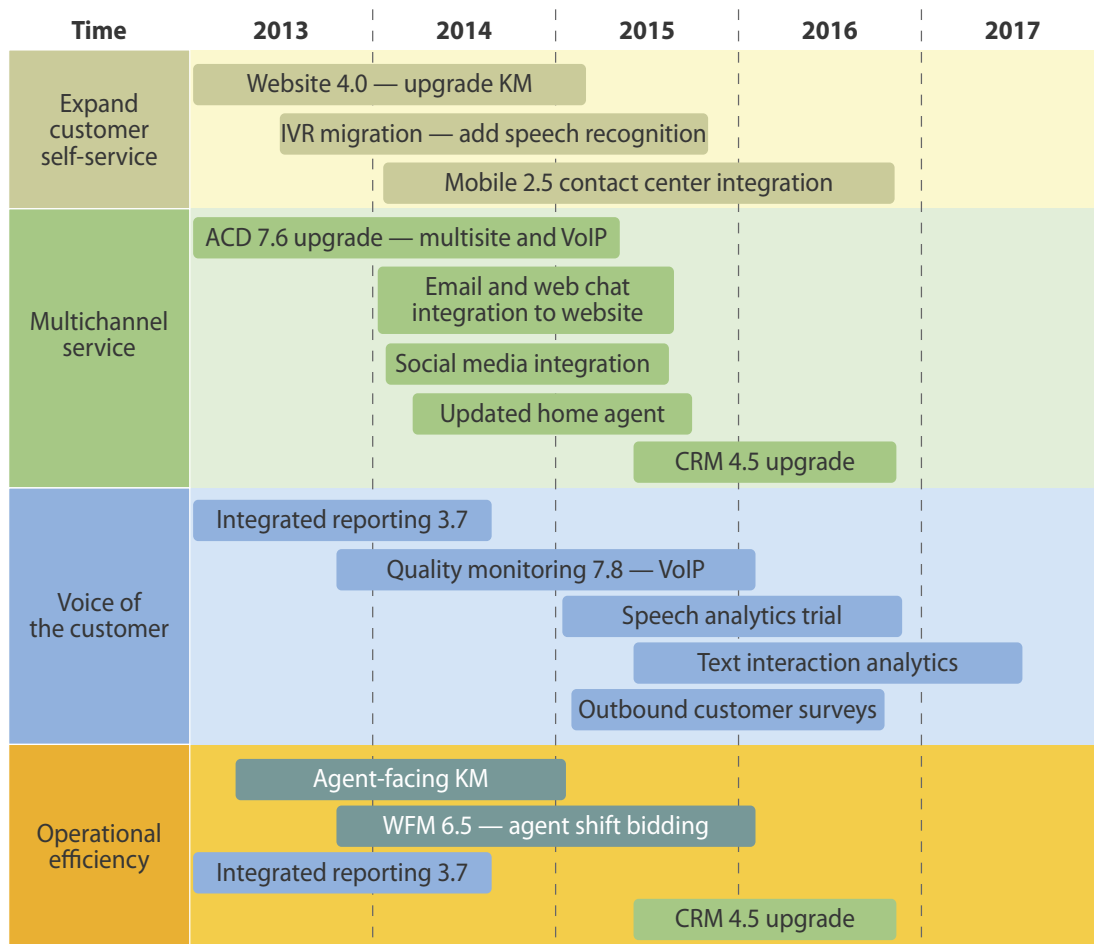 Time 2013 2014 2015 2016 2017
Expand
customer
self-service
Website 4.0 — upgrade KM
IVR migration — add speech recognition
Mobile 2.5 contact center integration
Multichannel
service
ACD 7.6 upgrade — multisite and VoIP
Email and web chat
integration to website
Social media integration
Updated home agent
CRM 4.5 upgrade
Voice of
the customer
Integrated reporting 3.7
Quality monitoring 7.8 — VoIP
Speech analytics trial
Text interaction analytics
Outbound customer surveys
Operational
efficiency
Agent-facing KM
WFM 6.5 — agent shift bidding
Integrated reporting 3.7
CRM 4.5 upgrade